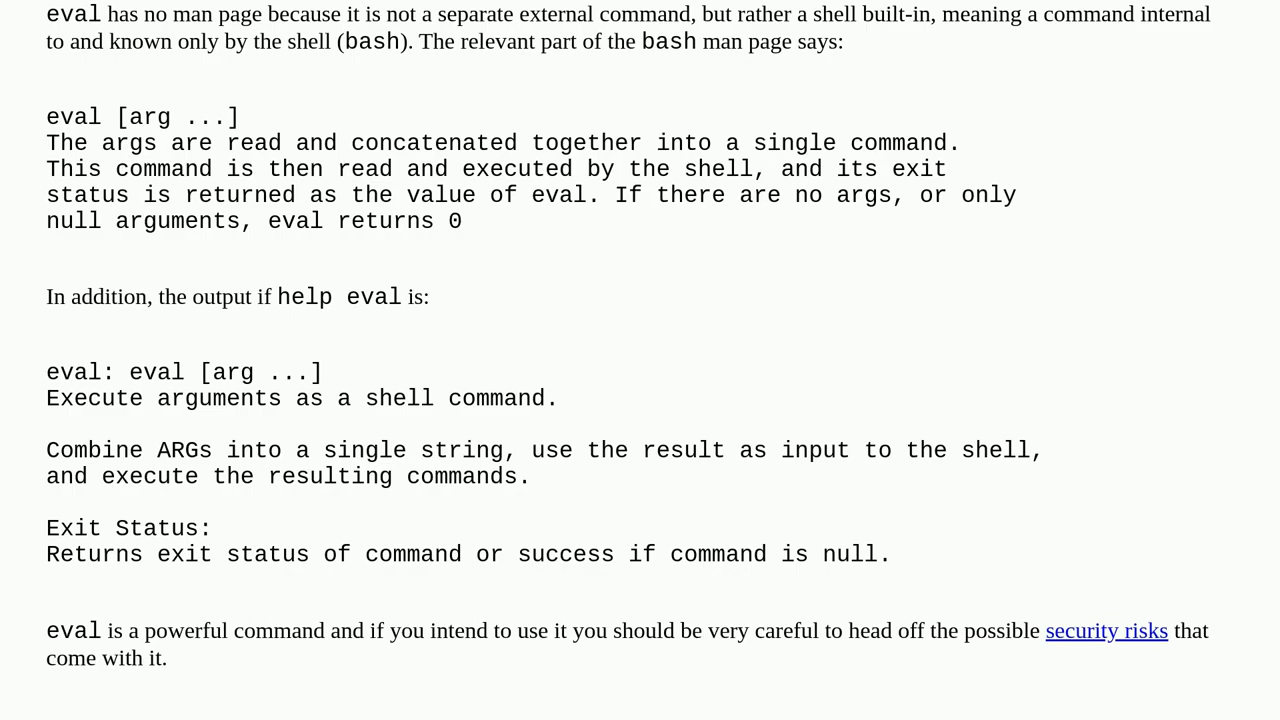 eval has no man page because it is not a separate external command, but rather a shell built-in, meaning a command internal
to and known only by the shell (bash). The relevant part of the bash man page says:
eval [arg ...]
The args are read and concatenated together into a single command.
This command is then read and executed by the shell, and its exit
status is returned as the value of eval. If there are no args, or only
null arguments, eval returns 0
In addition, the output if help eval is:
eval: eval [arg ...]
Execute arguments as a shell command.
Combine ARGs into a single string, use the result as input to the shell,
and execute the resulting commands.
Exit Status:
Returns exit status of command or success if command is null.
eval is a powerful command and if you intend to use it you should be very careful to head off the possible security risks that
come with it.